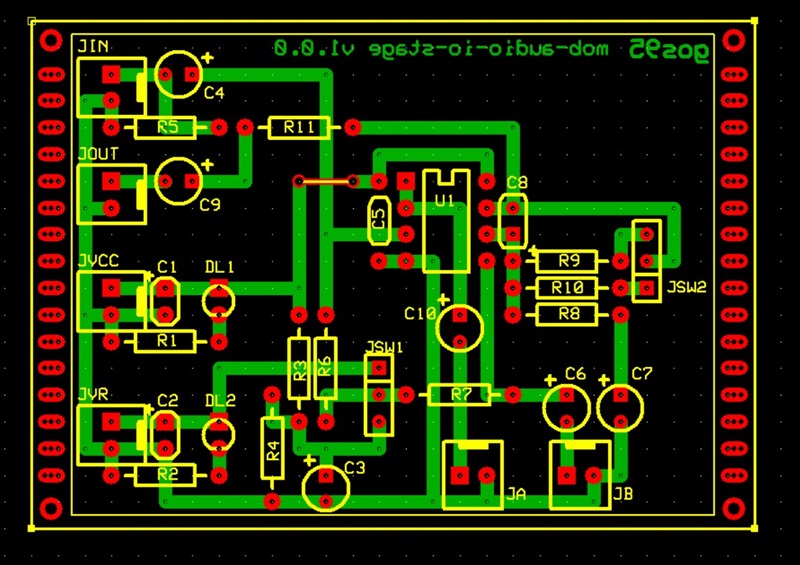 JIN
gos95 mob-audio-io-stage v1.0.0
C4
R5
R11
JOUT
C9
C5
U1
C8
JVCC
C1
DL1
R9
R10
JSW2
R8
C10
R1
R3
R6
JSW1
JVR
C2
DL2
R7
C6
C7
R4
C3
R2
JA
JB